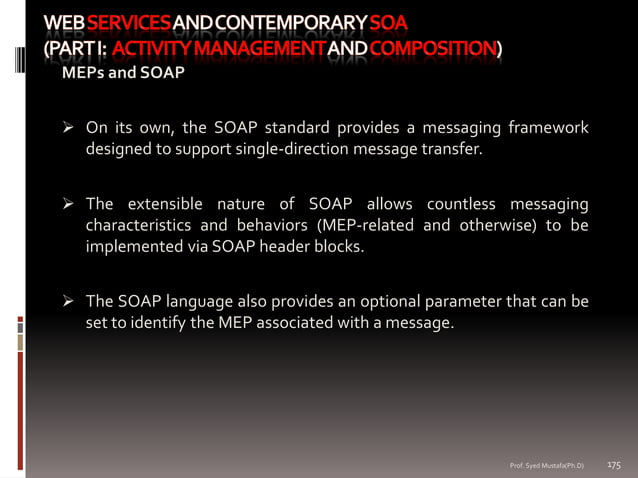 WEB SERVICES AND CONTEMPORARY SOA
(PART I: ACTIVITY MANAGEMENT AND COMPOSITION)
MEPs and SOAP
➢ On its own, the SOAP standard provides a messaging framework
designed to support single-direction message transfer.
➢ The extensible nature of SOAP allows countless messaging
characteristics and behaviors (MEP-related and otherwise) to be
implemented via SOAP header blocks.
➢ The SOAP language also provides an optional parameter that can be
set to identify the MEP associated with a message.
Prof. Syed Mustafa(Ph.D) 175